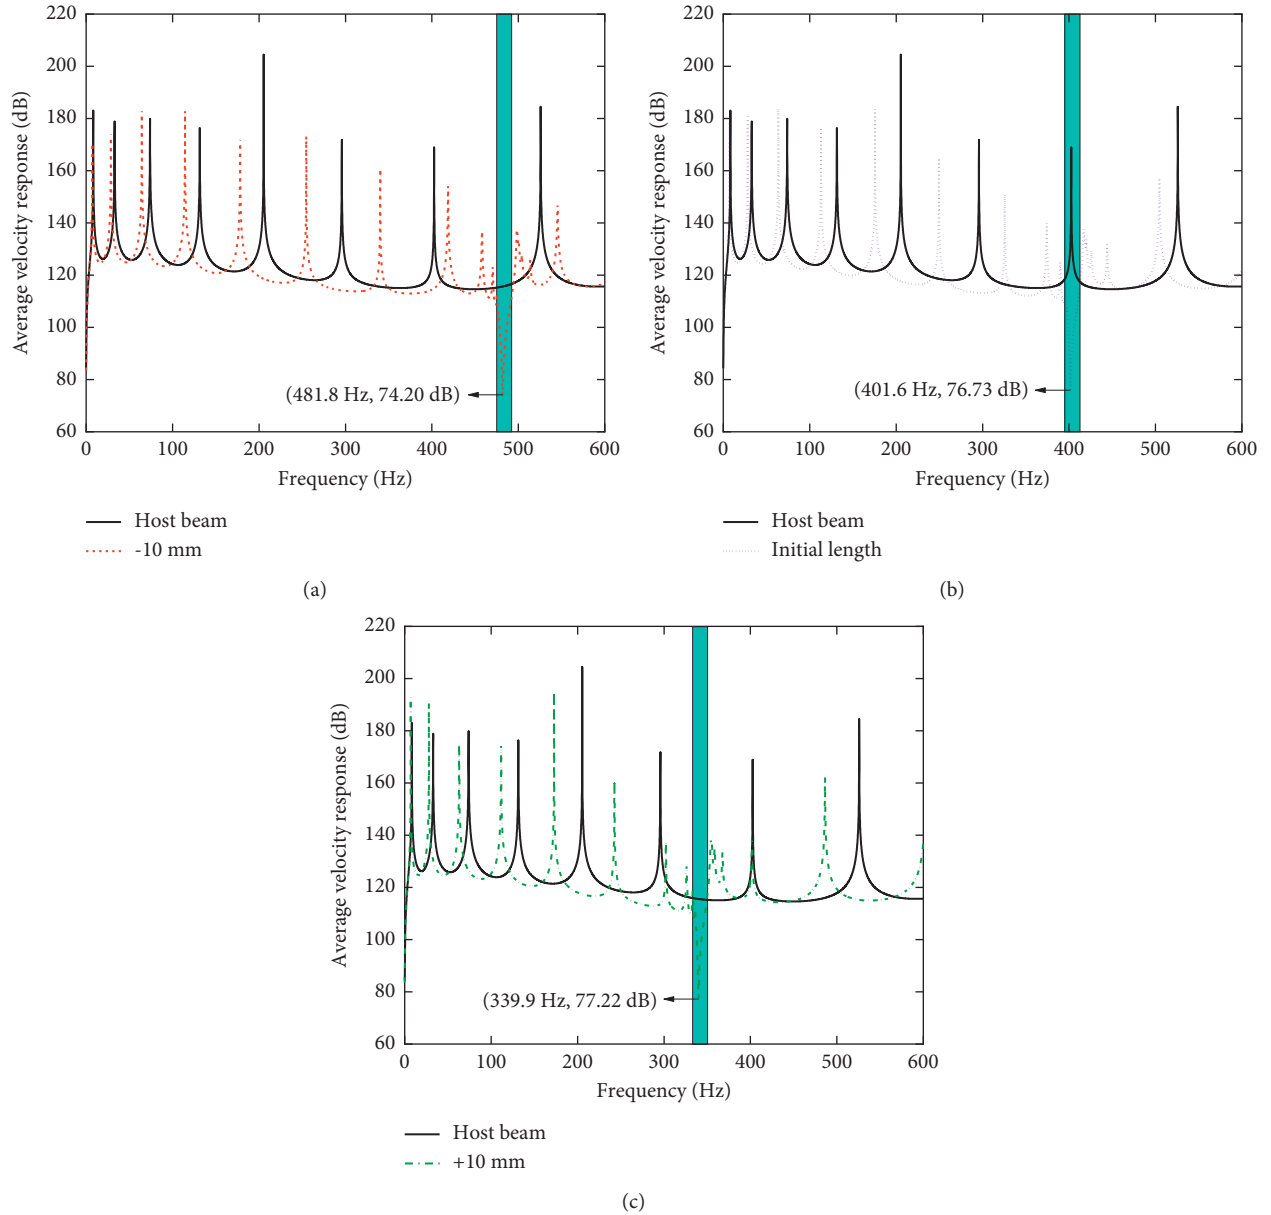 220
200
180
160
140
120
100
80
60
Average velocity response (dB)
(481.8 Hz, 74.20 dB)
0 100 200 300 400 500 600
Frequency (Hz)
Host beam
-10 mm
(a)
220
200
180
160
140
120
100
80
60
Average velocity response (dB)
(401.6 Hz, 76.73 dB)
0 100 200 300 400 500 600
Frequency (Hz)
Host beam
Initial length
(b)
220
200
180
160
140
120
100
80
60
Average velocity response (dB)
(339.9 Hz, 77.22 dB)
0 100 200 300 400 500 600
Frequency (Hz)
Host beam
+10 mm
(c)